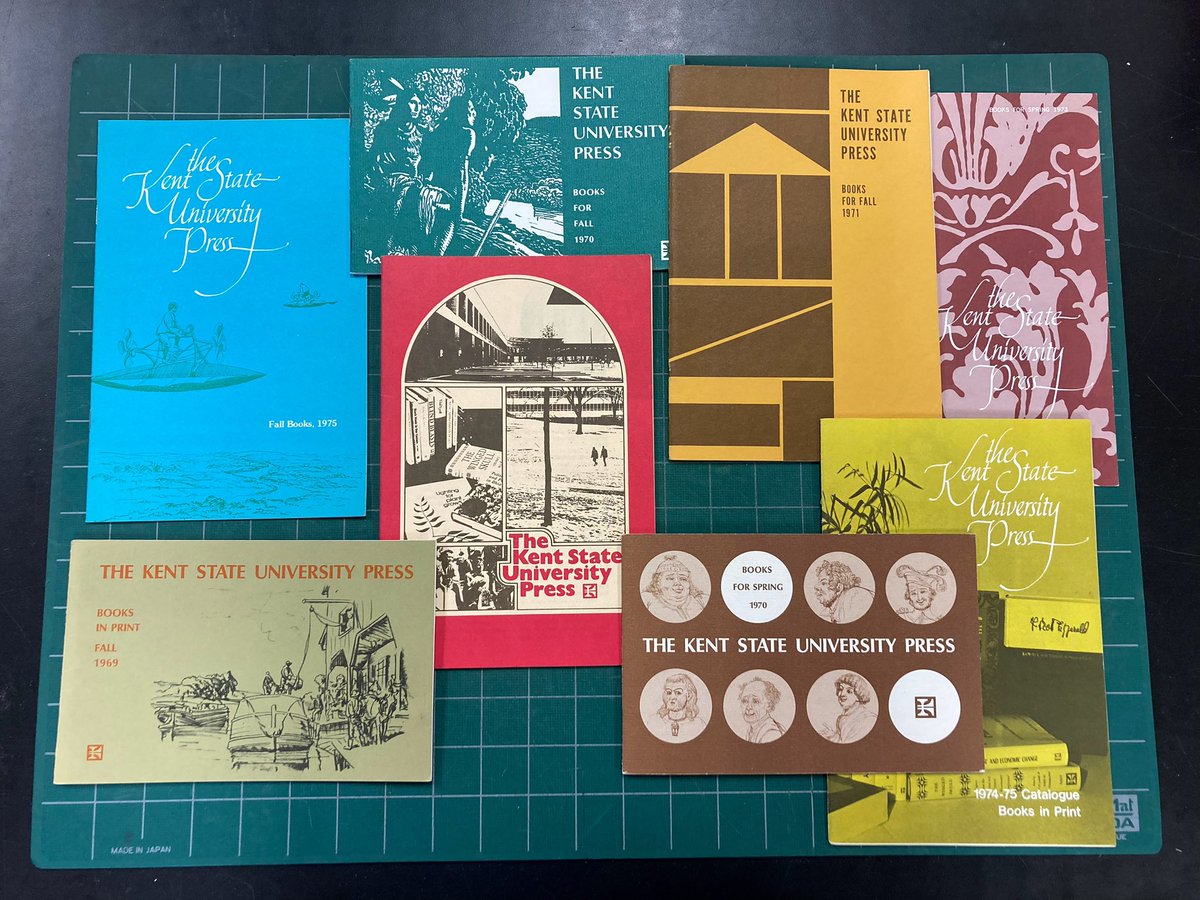 the
Kent State
University
Press
Fall Books, 1975
THE
KENT
STATE
UNIVERSITY
PRESS
BOOKS
FOR
FALL
1970
THE
KENT STATE
UNIVERSITY
PRESS
BOOKS
FOR FALL
1971
BOOKS FOR SPRING 1973
the
Kent State
University
Press
The
Kent State
University
Press
the
Kent State
University
Press
AND ECONOMIC CHANGE
1974-75 Catalogue
Books in Print
THE KENT STATE UNIVERSITY PRESS
BOOKS
IN PRINT
FALL
1969
BOOKS
FOR SPRING
1970
THE KENT STATE UNIVERSITY PRESS
MADE IN JAPAN